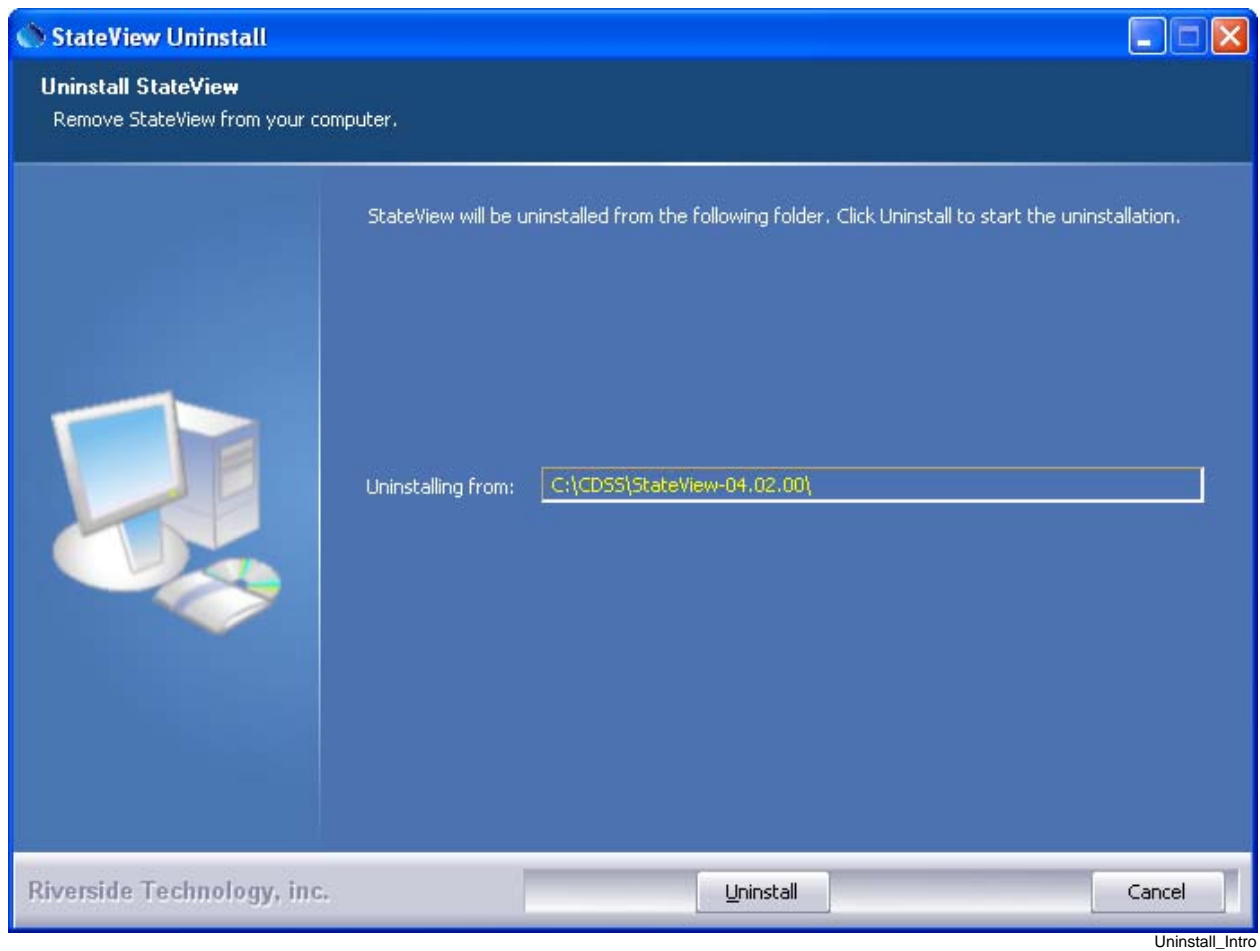 StateView Uninstall
Uninstall StateView
Remove StateView from your computer.
StateView will be uninstalled from the following folder. Click Uninstall to start the uninstallation.
Uninstalling from: C:\CDSS\StateView-04.02.00\
Riverside Technology, inc.
Uninstall
Cancel
Uninstall_Intro